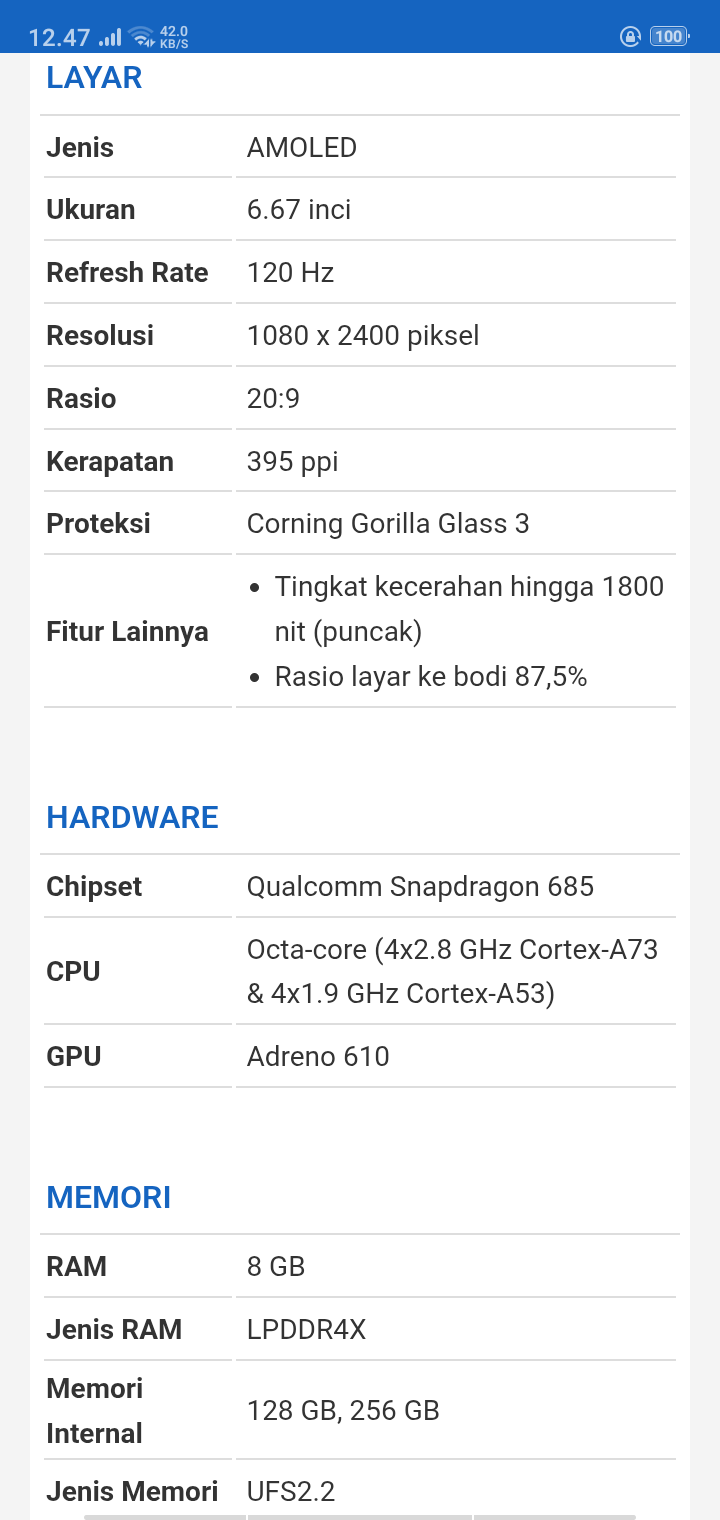 12.47 42.0 KB/S 100
LAYAR
Jenis AMOLED
Ukuran 6.67 inci
Refresh Rate 120 Hz
Resolusi 1080 x 2400 piksel
Rasio 20:9
Kerapatan 395 ppi
Proteksi Corning Gorilla Glass 3
Fitur Lainnya
• Tingkat kecerahan hingga 1800
nit (puncak)
• Rasio layar ke bodi 87,5%
HARDWARE
Chipset Qualcomm Snapdragon 685
CPU
Octa-core (4x2.8 GHz Cortex-A73
& 4x1.9 GHz Cortex-A53)
GPU Adreno 610
MEMORI
RAM 8 GB
Jenis RAM LPDDR4X
Memori
Internal
128 GB, 256 GB
Jenis Memori UFS2.2